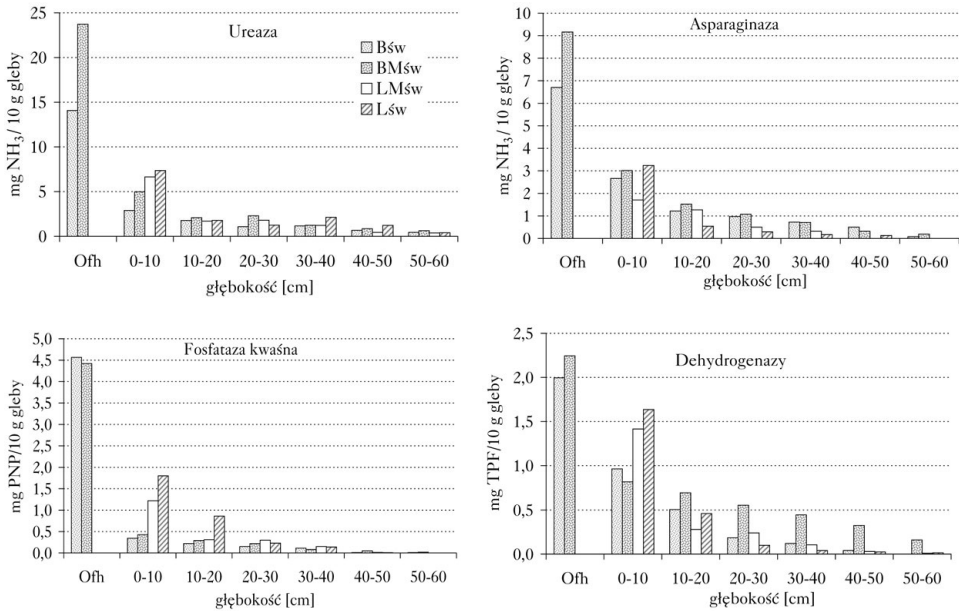 Ureaza
Bśw
BMśw
LMśw
Lśw
mg NH3/ 10 g gleby
25
20
15
10
5
0
Ofh 0-10 10-20 20-30 30-40 40-50 50-60
głębokość [cm]
Asparaginaza
mg NH3/ 10 g gleby
10
9
8
7
6
5
4
3
2
1
0
Ofh 0-10 10-20 20-30 30-40 40-50 50-60
głębokość [cm]
Fosfataza kwaśna
mg PNP/10 g gleby
5,0
4,5
4,0
3,5
3,0
2,5
2,0
1,5
1,0
0,5
0,0
Ofh 0-10 10-20 20-30 30-40 40-50 50-60
głębokość [cm]
Dehydrogenazy
mg TPF/10 g gleby
2,5
2,0
1,5
1,0
0,5
0,0
Ofh 0-10 10-20 20-30 30-40 40-50 50-60
głębokość [cm]